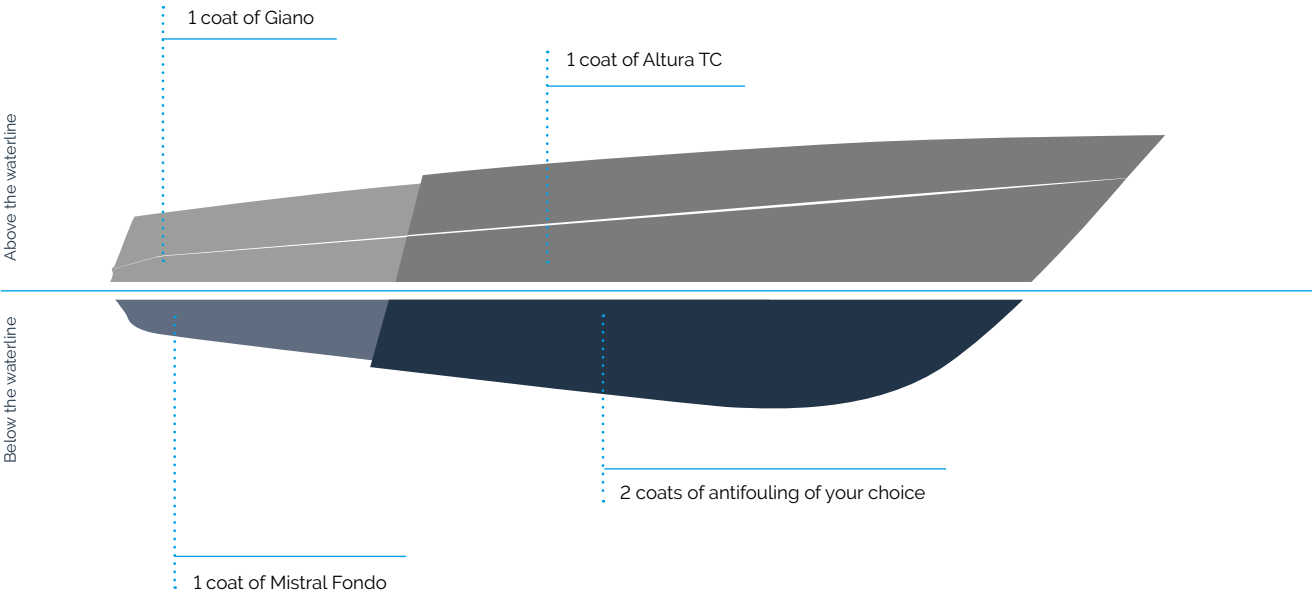 1 coat of Giano
1 coat of Altura TC
Above the waterline
Below the waterline
2 coats of antifouling of your choice
1 coat of Mistral Fondo